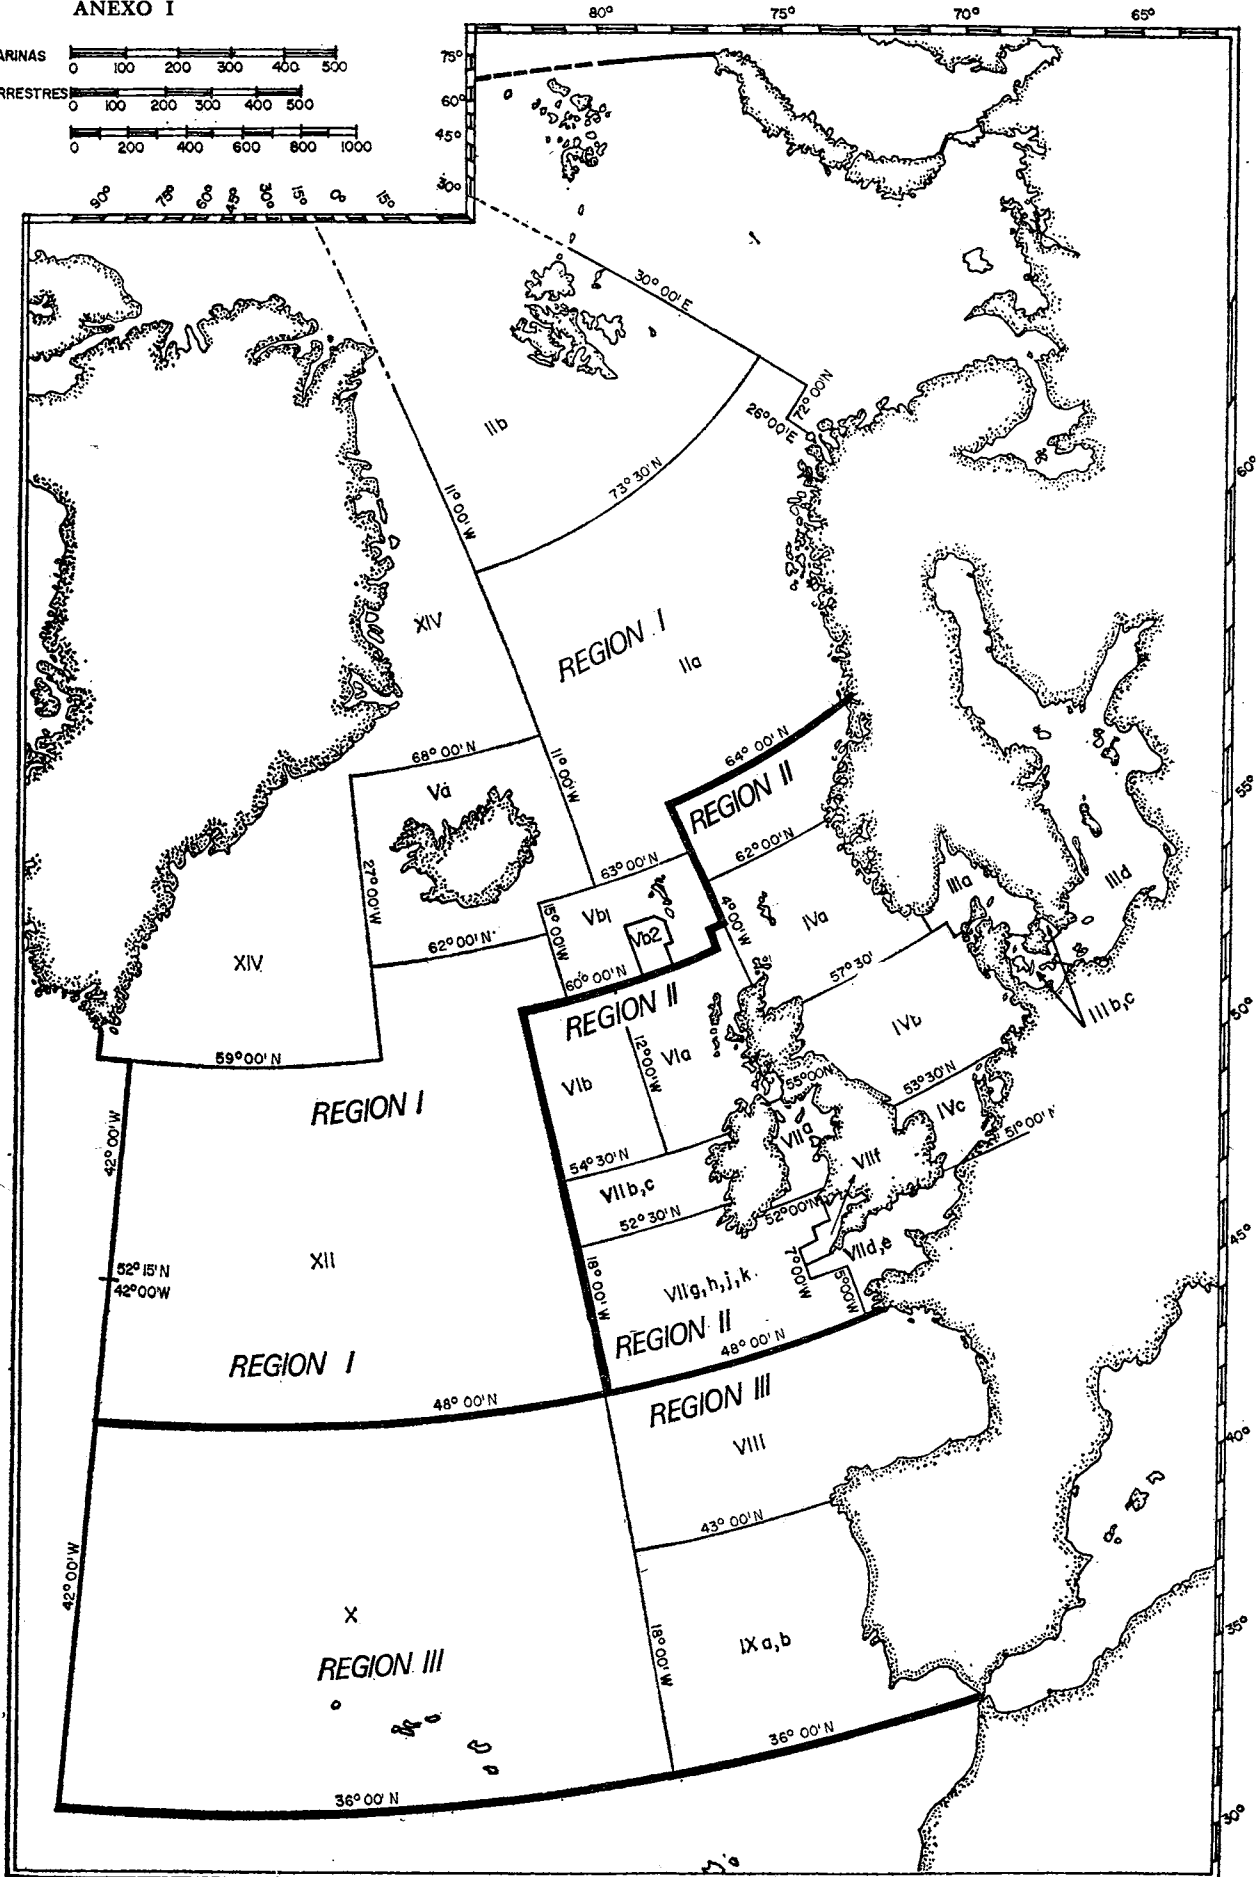 ANEXO I
80° 75° 70° 65°
ARINAS
0 100 200 300 400 500
RRESTRES
0 100 200 300 400 500
0 200 400 600 800 1000
75°
60°
45°
30°
90° 75° 60° 45° 30° 15° 0° 15°
30° 00' E
72° 00'N
26°00'E
IIb
73° 30' N
60°
11° 00' W
XIV
REGION I
IIa
68° 00' N
11° 00' W
64° 00' N
REGION II
55°
Va
62° 00' N
63° 00' N
27° 00' W
IIIa
IIId
15° 00'W
Vb1
Vb2
4° 00'W
IVa
62° 00' N
XIV
60° 00' N
57° 30'
REGION II
IIIb,c
50°
IVb
12° 00' W
VIa
59° 00' N
VIb
55° 00' N
53° 30' N
REGION I
IVc
51° 00' N
42° 00' W
VIIa
VIIf
54° 30' N
VIIb,c
52° 30' N
52° 00' N
45°
VIId,e
XII
52° 15' N
42° 00'W
18° 00' W
7° 00'W
5° 00'W
VIIg,h,j,k.
REGION II
48° 00' N
REGION I
48° 00' N
REGION III
VIII
40°
43° 00' N
42° 00' W
X
REGION III
18° 00' W
IX a,b
35°
36° 00' N
36° 00' N
30°